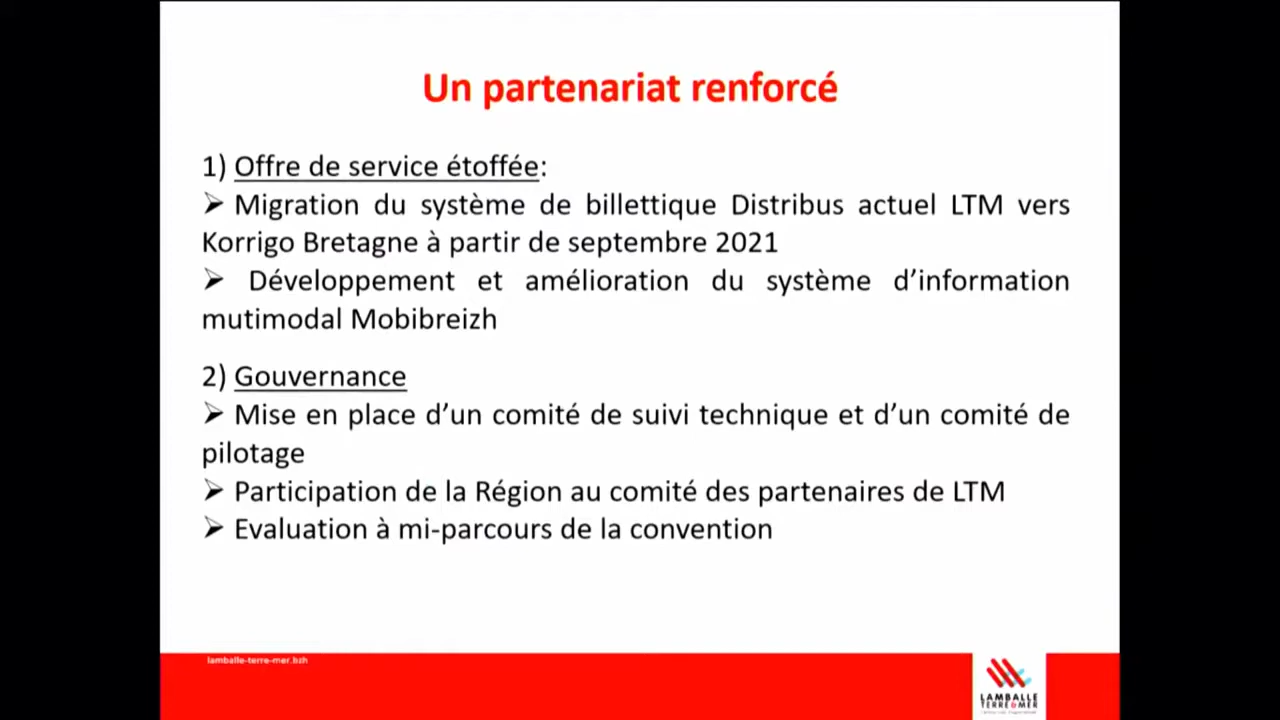 Un partenariat renforcé
1) Offre de service étoffée:
➢ Migration du système de billettique Distribus actuel LTM vers
Korrigo Bretagne à partir de septembre 2021
➢ Développement et amélioration du système d’information
mutimodal Mobibreizh
2) Gouvernance
➢ Mise en place d’un comité de suivi technique et d’un comité de
pilotage
➢ Participation de la Région au comité des partenaires de LTM
➢ Evaluation à mi-parcours de la convention
lamballe-terre-mer.bzh
LAMBALLE
TERRE&MER